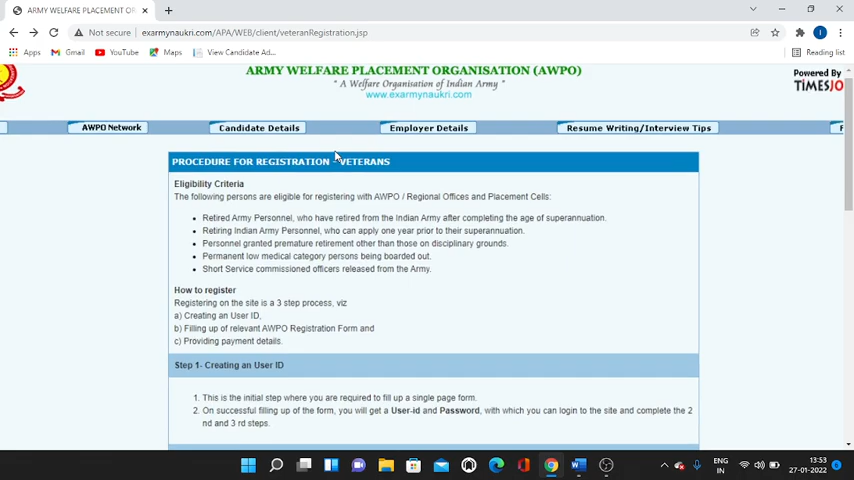 ARMY WELFARE PLACEMENT ORGANI
Not secure
exarmynaukri.com/APA/WEB/client/veteranRegistration.jsp
Apps
Gmail
YouTube
Maps
View Candidate Ad...
Reading list
ARMY WELFARE PLACEMENT ORGANISATION (AWPO)
" A Welfare Organisation of Indian Army "
www.exarmynaukri.com
Powered By
TIMESJO
AWPO Network
Candidate Details
Employer Details
Resume Writing/Interview Tips
F
PROCEDURE FOR REGISTRATION - VETERANS
Eligibility Criteria
The following persons are eligible for registering with AWPO / Regional Offices and Placement Cells:
• Retired Army Personnel, who have retired from the Indian Army after completing the age of superannuation.
• Retiring Indian Army Personnel, who can apply one year prior to their superannuation.
• Personnel granted premature retirement other than those on disciplinary grounds.
• Permanent low medical category persons being boarded out.
• Short Service commissioned officers released from the Army.
How to register
Registering on the site is a 3 step process, viz
a) Creating an User ID,
b) Filling up of relevant AWPO Registration Form and
c) Providing payment details.
Step 1- Creating an User ID
1. This is the initial step where you are required to fill up a single page form.
2. On successful filling up of the form, you will get a User-id and Password, with which you can login to the site and complete the 2
nd and 3 rd steps.
ENG
IN
13:53
27-01-2022